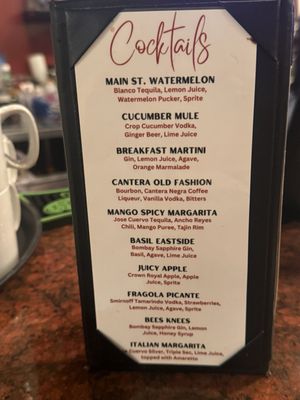 Cocktails
MAIN ST. WATERMELON
Blanco Tequila, Lemon Juice,
Watermelon Pucker, Sprite
CUCUMBER MULE
Crop Cucumber Vodka,
Ginger Beer, Lime Juice
BREAKFAST MARTINI
Gin, Lemon Juice, Agave,
Orange Marmalade
CANTERA OLD FASHION
Bourbon, Cantera Negra Coffee
Liqueur, Vanilla Vodka, Bitters
MANGO SPICY MARGARITA
Jose Cuervo Tequila, Ancho Reyes
Chili, Mango Puree, Tajin Rim
BASIL EASTSIDE
Bombay Sapphire Gin,
Basil, Agave, Lime Juice
JUICY APPLE
Crown Royal Apple, Apple
Juice, Sprite
FRAGOLA PICANTE
Smirnoff Tamarindo Vodka, Strawberries,
Lemon Juice, Agave, Sprite
BEES KNEES
Bombay Sapphire Gin, Lemon
Juice, Honey Syrup
ITALIAN MARGARITA
Cuervo Silver, Triple Sec, Lime Juice,
topped with Amaretto